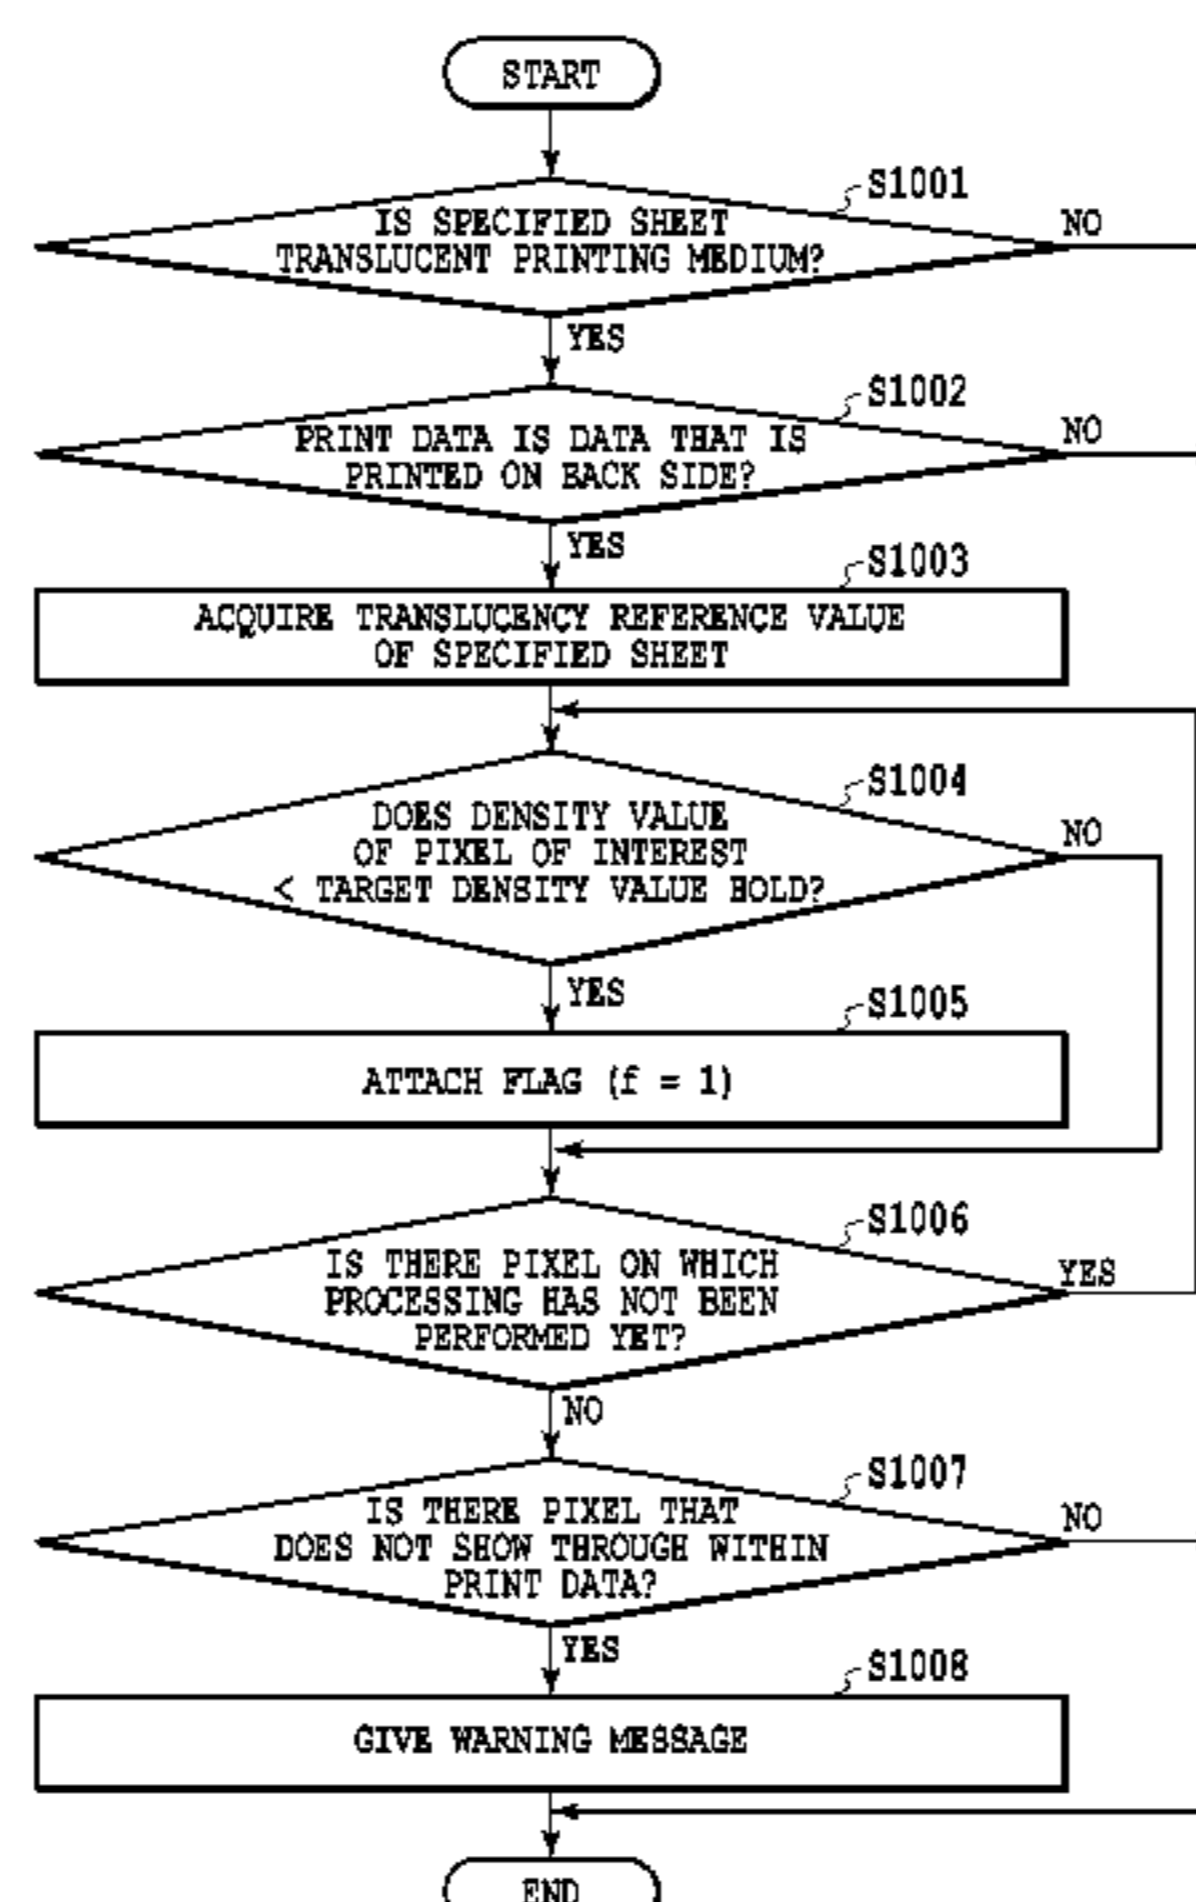 START
S1001
IS SPECIFIED SHEET
TRANSLUCENT PRINTING MEDIUM?
NO
YES
S1002
PRINT DATA IS DATA THAT IS
PRINTED ON BACK SIDE?
NO
YES
S1003
ACQUIRE TRANSLUCENCY REFERENCE VALUE
OF SPECIFIED SHEET
S1004
DOES DENSITY VALUE
OF PIXEL OF INTEREST
< TARGET DENSITY VALUE HOLD?
NO
YES
S1005
ATTACH FLAG (f = 1)
S1006
IS THERE PIXEL ON WHICH
PROCESSING HAS NOT BEEN
PERFORMED YET?
YES
NO
S1007
IS THERE PIXEL THAT
DOES NOT SHOW THROUGH WITHIN
PRINT DATA?
NO
YES
S1008
GIVE WARNING MESSAGE
END